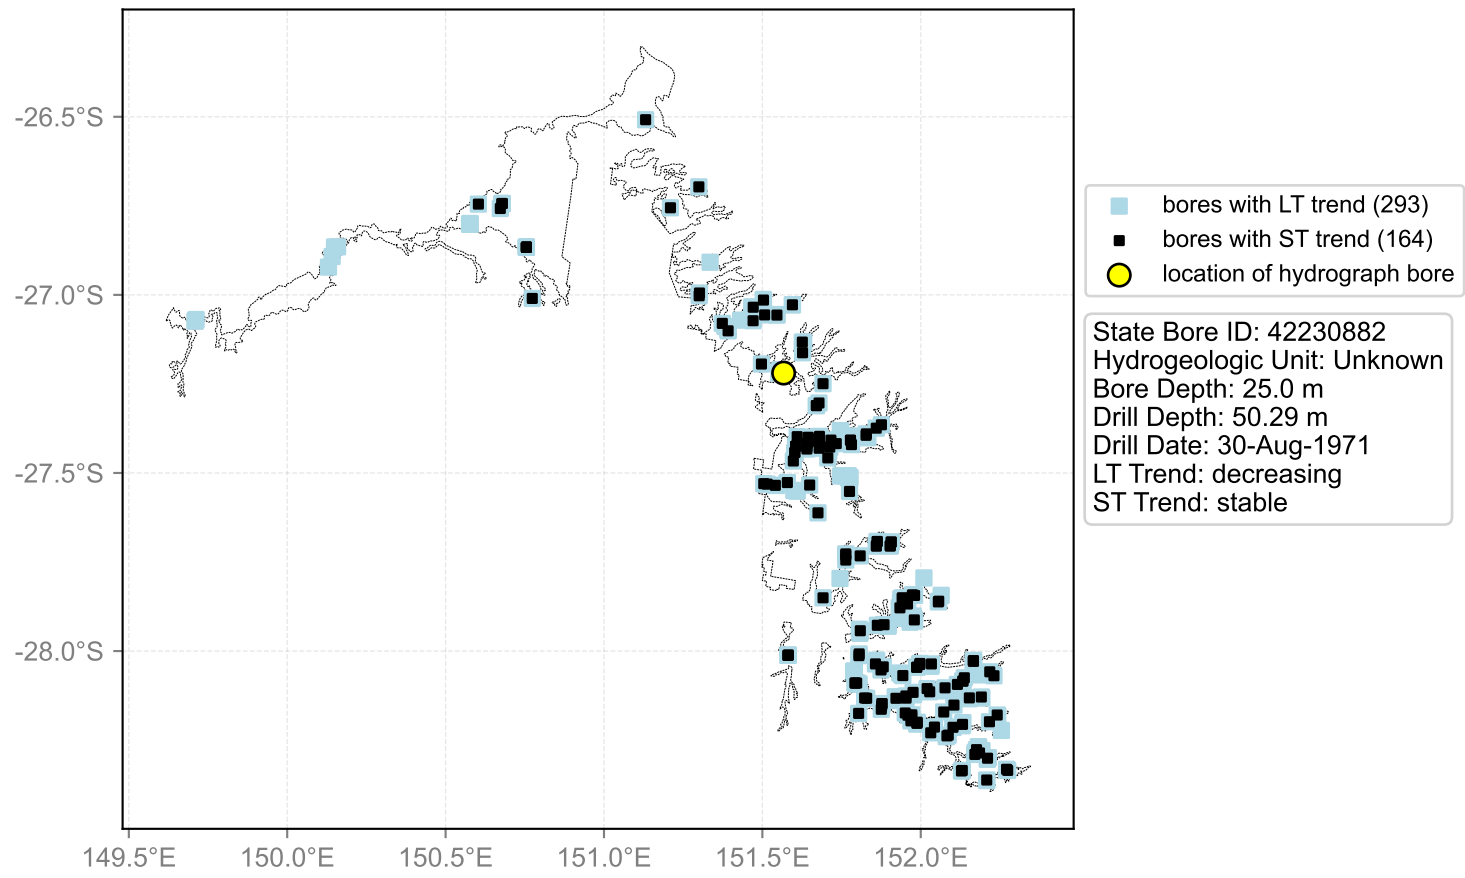 -26.5°S
-27.0°S
-27.5°S
-28.0°S
149.5°E 150.0°E 150.5°E 151.0°E 151.5°E 152.0°E
bores with LT trend (293)
bores with ST trend (164)
location of hydrograph bore
State Bore ID: 42230882
Hydrogeologic Unit: Unknown
Bore Depth: 25.0 m
Drill Depth: 50.29 m
Drill Date: 30-Aug-1971
LT Trend: decreasing
ST Trend: stable